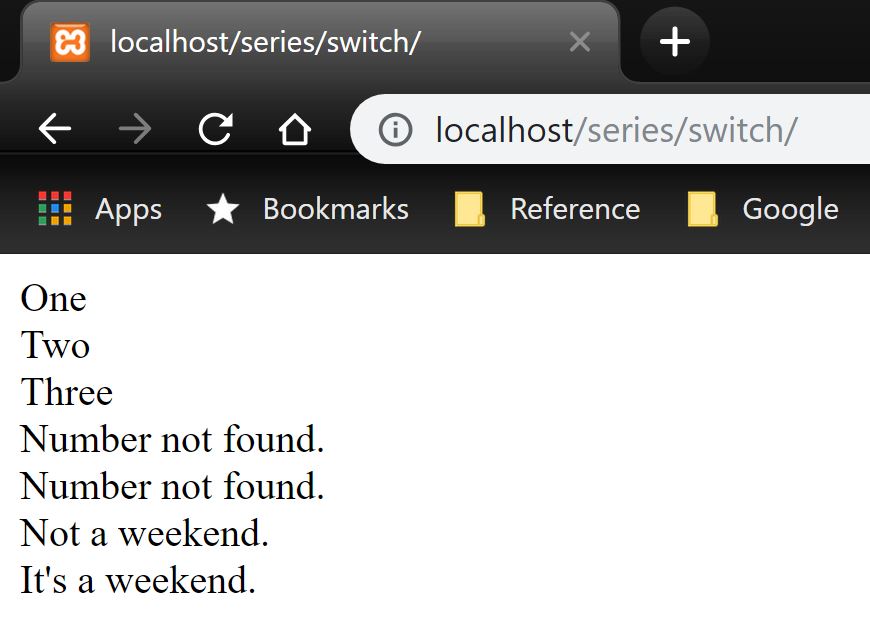 localhost/series/switch/
localhost/series/switch/
Apps Bookmarks Reference Google
One
Two
Three
Number not found.
Number not found.
Not a weekend.
It's a weekend.